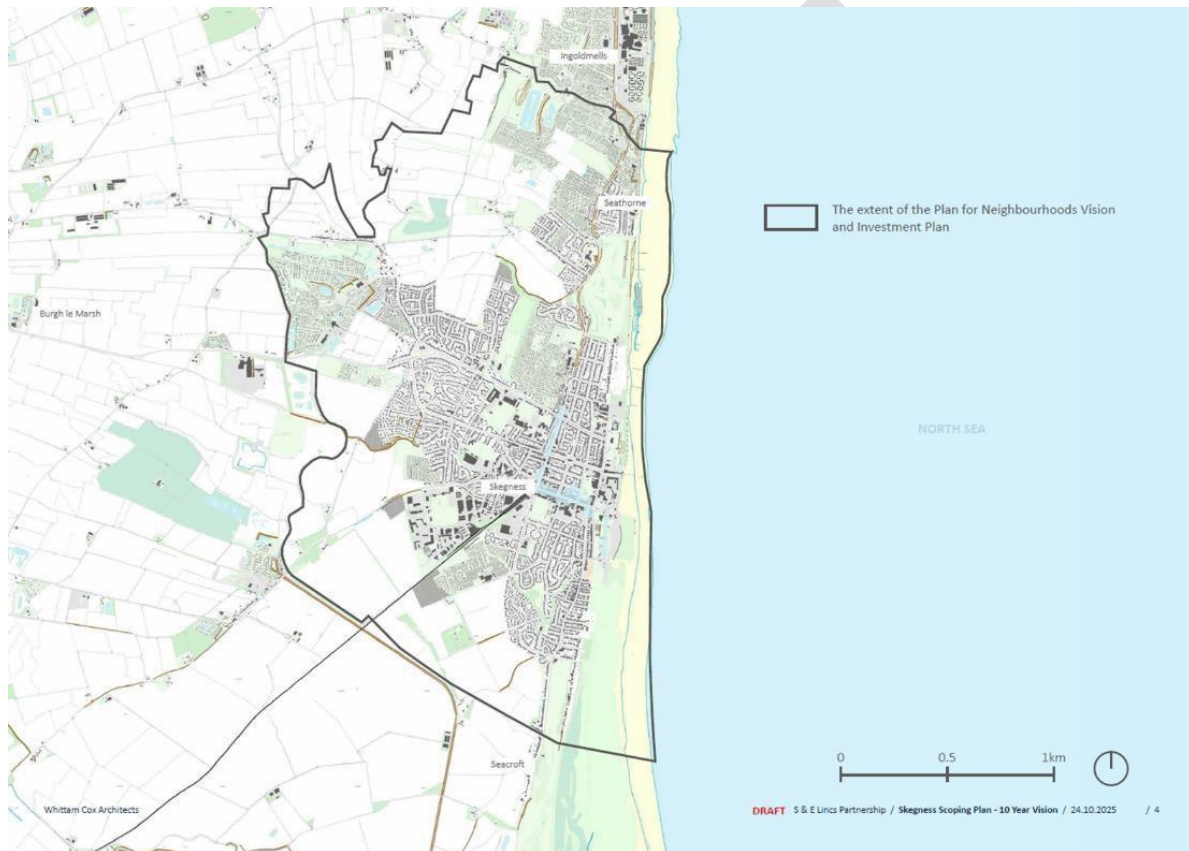 Ingoldmells
Seathorne
The extent of the Plan for Neighbourhoods Vision
and Investment Plan
Burgh le Marsh
NORTH SEA
Skegness
Seacroft
0 0.5 1km
Whittam Cox Architects
DRAFT S & E Lincs Partnership / Skegness Scoping Plan - 10 Year Vision / 24.10.2025 / 4